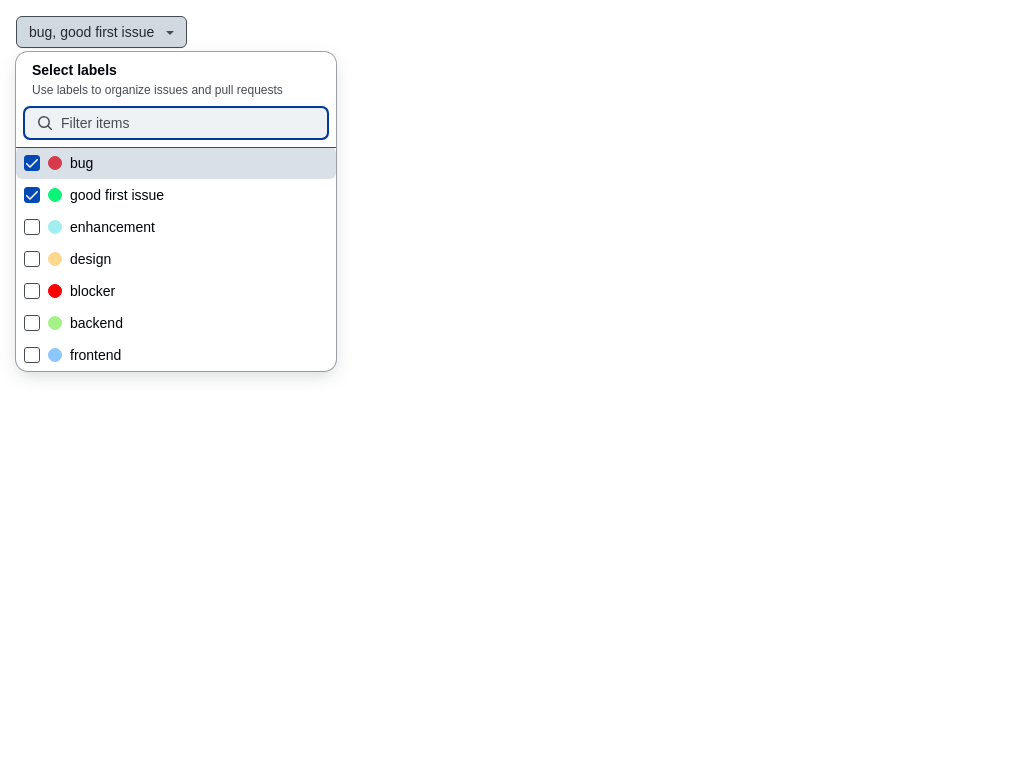 bug, good first issue
Select labels
Use labels to organize issues and pull requests
Filter items
bug
good first issue
enhancement
design
blocker
backend
frontend